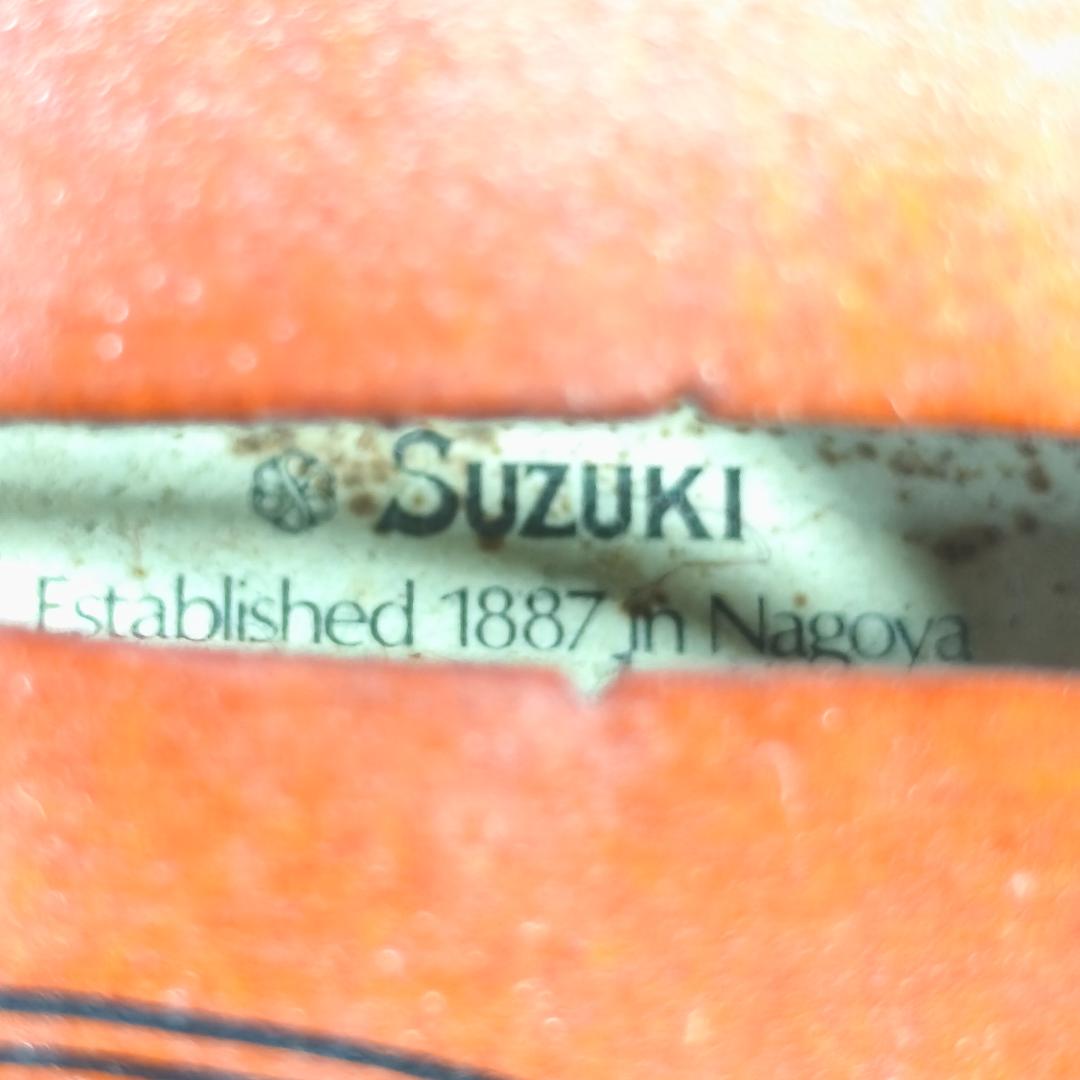 SUZUKI
Established 1887 in Nagoya